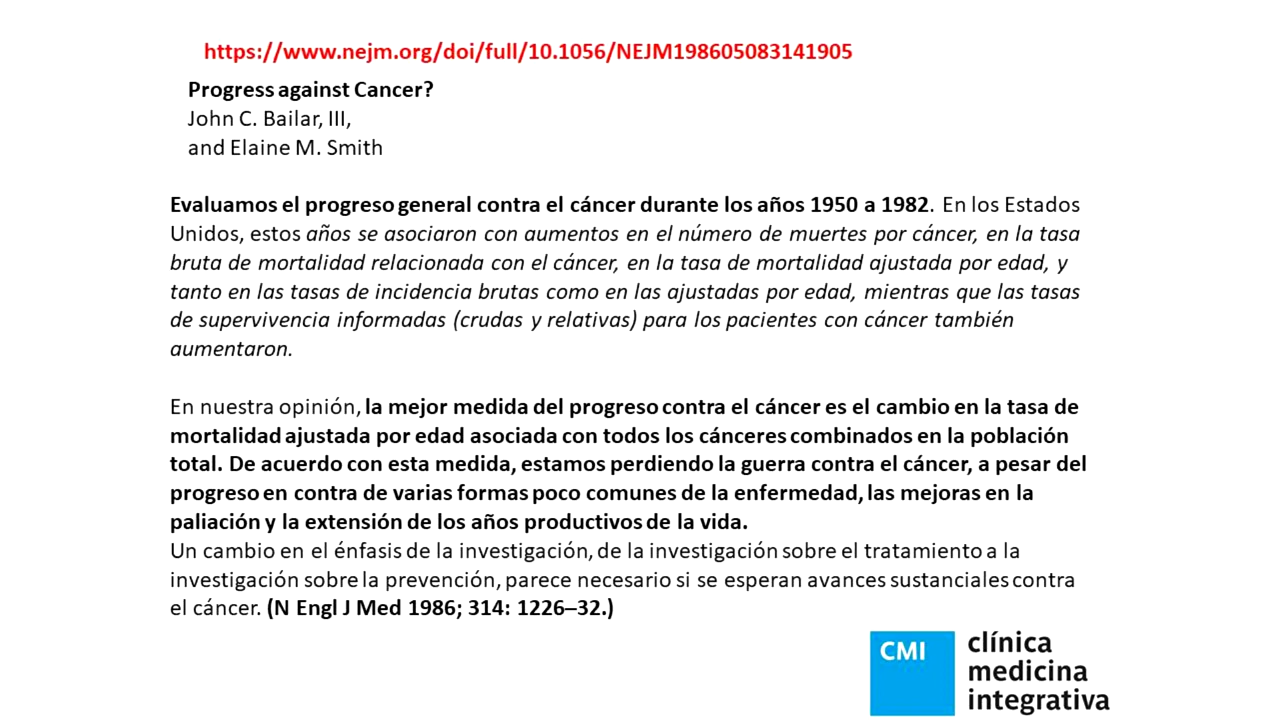 https://www.nejm.org/doi/full/10.1056/NEJM198605083141905
Progress against Cancer?
John C. Bailar, III,
and Elaine M. Smith
Evaluamos el progreso general contra el cáncer durante los años 1950 a 1982. En los Estados
Unidos, estos años se asociaron con aumentos en el número de muertes por cáncer, en la tasa
bruta de mortalidad relacionada con el cáncer, en la tasa de mortalidad ajustada por edad, y
tanto en las tasas de incidencia brutas como en las ajustadas por edad, mientras que las tasas
de supervivencia informadas (crudas y relativas) para los pacientes con cáncer también
aumentaron.
En nuestra opinión, la mejor medida del progreso contra el cáncer es el cambio en la tasa de
mortalidad ajustada por edad asociada con todos los cánceres combinados en la población
total. De acuerdo con esta medida, estamos perdiendo la guerra contra el cáncer, a pesar del
progreso en contra de varias formas poco comunes de la enfermedad, las mejoras en la
paliación y la extensión de los años productivos de la vida.
Un cambio en el énfasis de la investigación, de la investigación sobre el tratamiento a la
investigación sobre la prevención, parece necesario si se esperan avances sustanciales contra
el cáncer. (N Engl J Med 1986; 314: 1226–32.)
CMI
clínica
medicina
integrativa